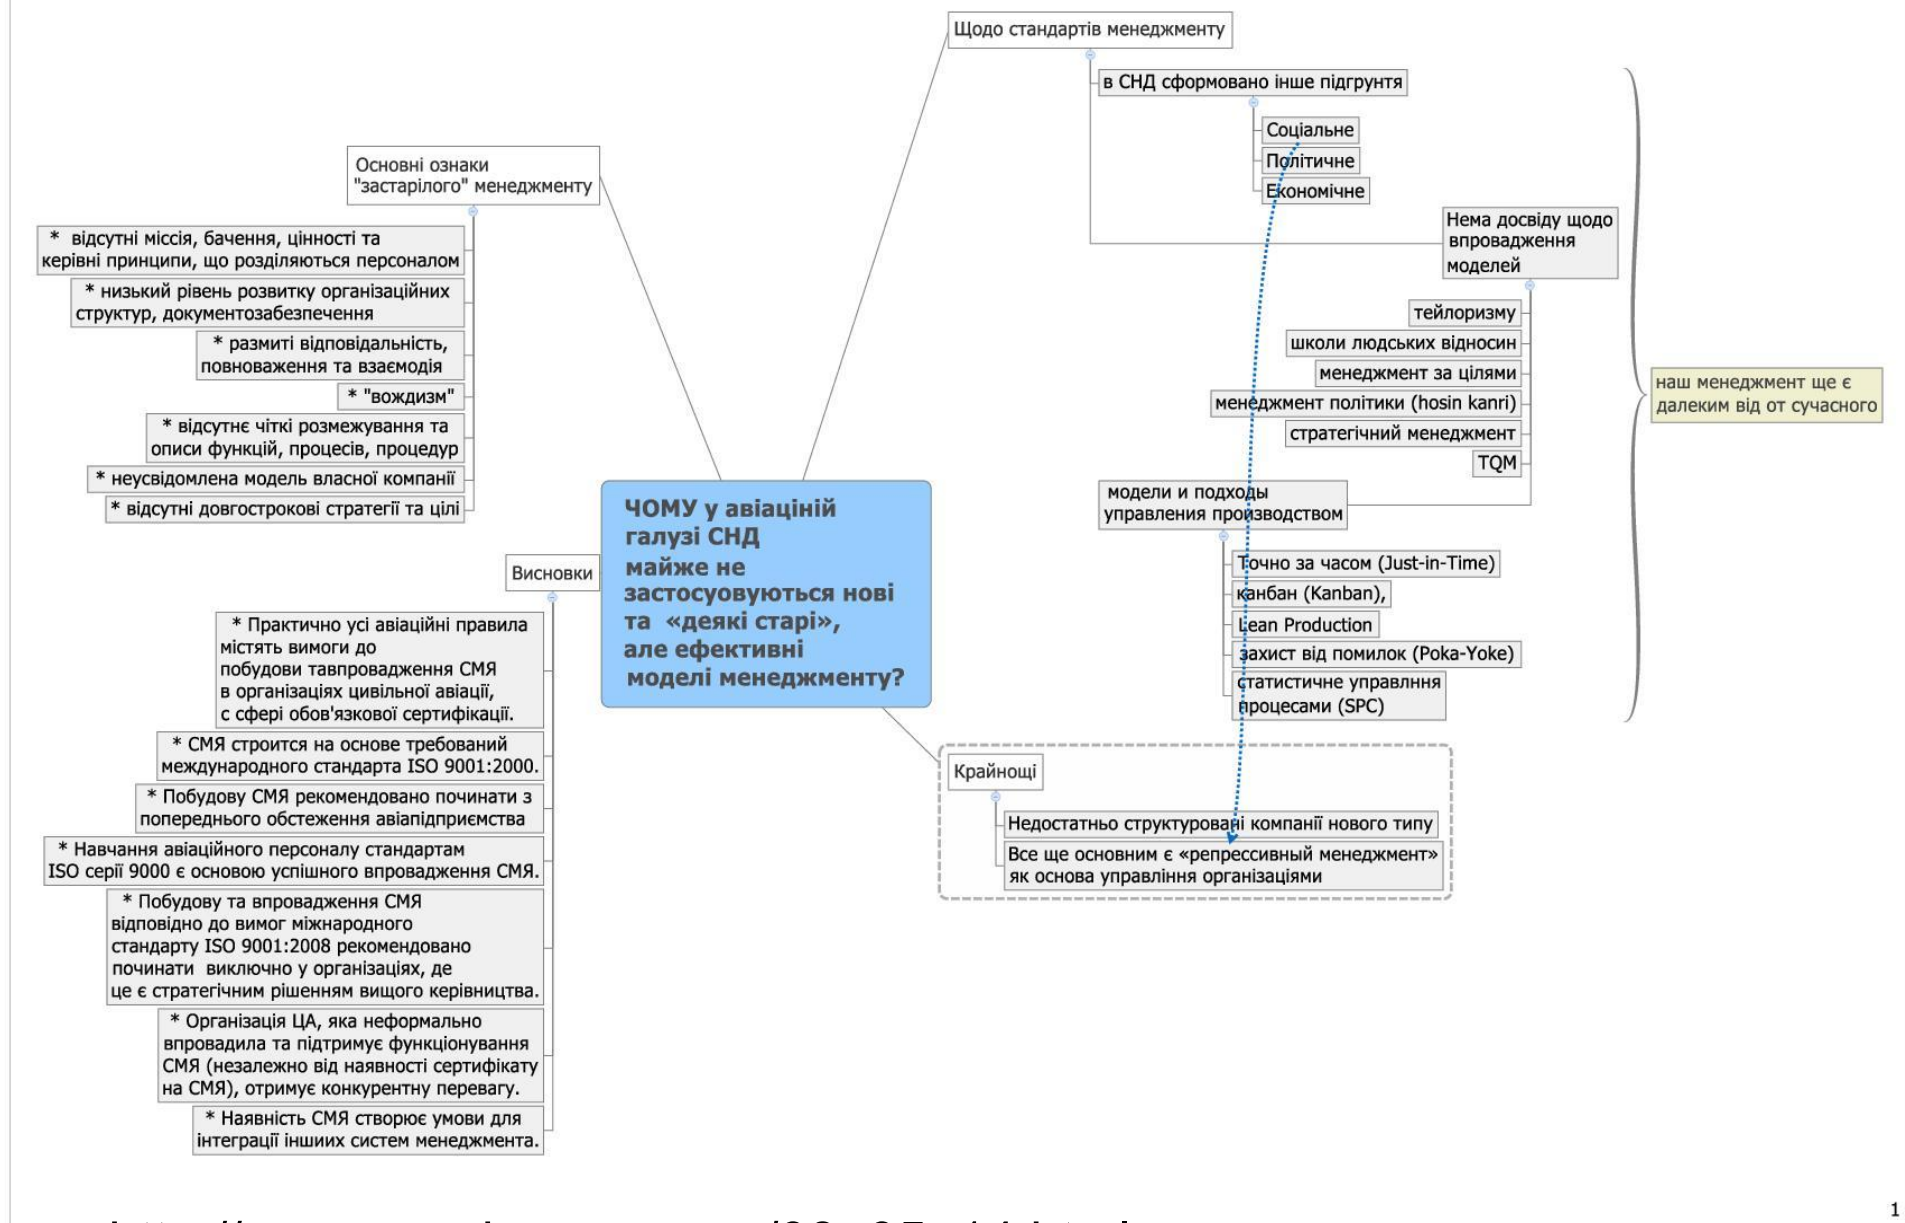 Щодо стандартів менеджменту
в СНД сформовано інше підгрунтя
Соціальне
Політичне
Економічне
Нема досвіду щодо
впровадження
моделей
тейлоризму
школи людських відносин
менеджмент за цілями
менеджмент політики (hosin kanri)
стратегічний менеджмент
TQM
модели и подходы
управления производством
Точно за часом (Just-in-Time)
канбан (Kanban),
Lean Production
захист від помилок (Poka-Yoke)
статистичне управлння
процесами (SPC)
наш менеджмент ще є
далеким від от сучасного
Основні ознаки
"застарілого" менеджменту
* відсутні міссія, бачення, цінності та
керівні принципи, що розділяються персоналом
* низький рівень розвитку організаційних
структур, документозабезпечення
* размиті відповідальність,
повноваження та взаємодія
* "вождизм"
* відсутнє чіткі розмежування та
описи функцій, процесів, процедур
* неусвідомлена модель власної компанії
* відсутні довгострокові стратегії та цілі
ЧОМУ у авіаціній
галузі СНД
майже не
застосуовуються нові
та «деякі старі»,
але ефективні
моделі менеджменту?
Висновки
* Практично усі авіаційні правила
містять вимоги до
побудови тавпровадження СМЯ
в організаціях цивільної авіації,
с сфері обов'язкової сертифікації.
* СМЯ строится на основе требований
международного стандарта ISO 9001:2000.
* Побудову СМЯ рекомендовано починати з
попереднього обстеження авіапідприємства
* Навчання авіаційного персоналу стандартам
ISO серії 9000 є основою успішного впровадження СМЯ.
* Побудову та впровадження СМЯ
відповідно до вимог міжнародного
стандарту ISO 9001:2008 рекомендовано
починати виключно у організаціях, де
це є стратегічним рішенням вищого керівництва.
* Організація ЦА, яка неформально
впровадила та підтримує функціонування
СМЯ (незалежно від наявності сертифікату
на СМЯ), отримує конкурентну перевагу.
* Наявність СМЯ створює умови для
інтеграції іншиих систем менеджмента.
Крайнощі
Недостатньо структуровані компанії нового типу
Все ще основним є «репрессивный менеджмент»
як основа управління організаціями
1